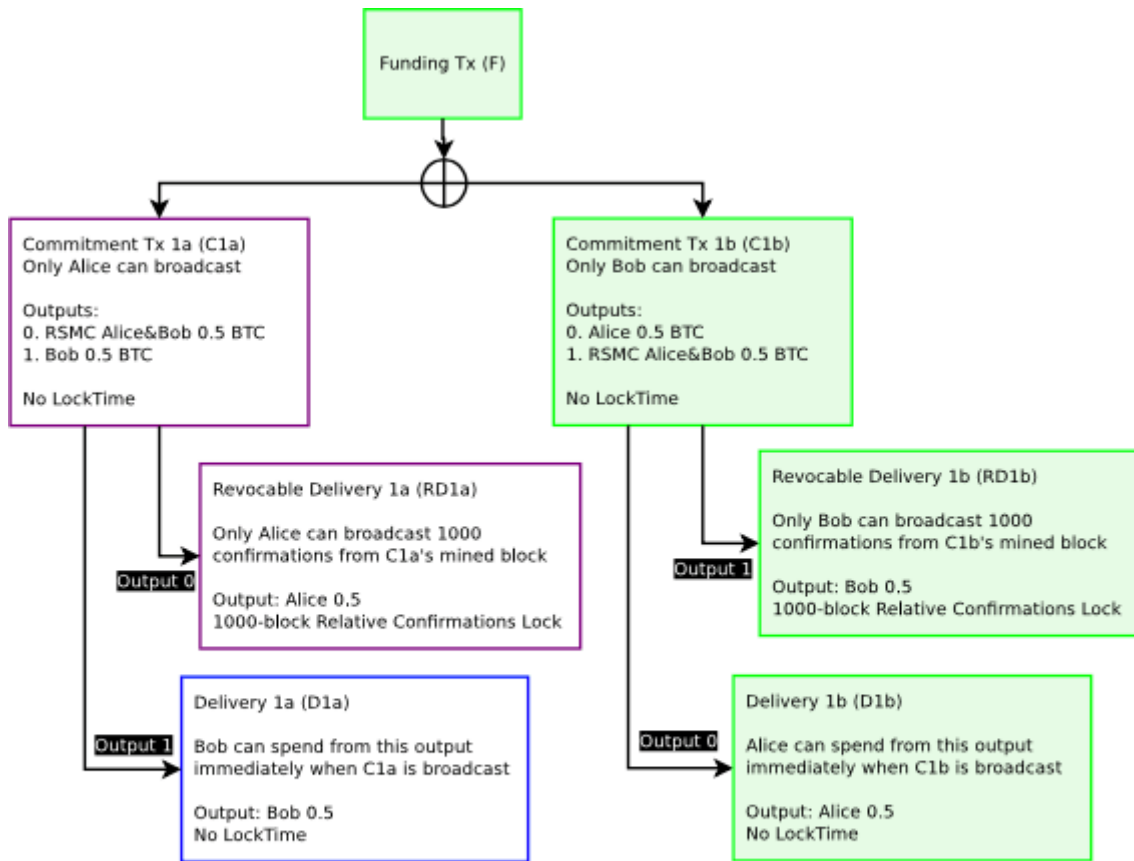 Funding Tx (F)
Commitment Tx 1a (C1a)
Only Alice can broadcast
Outputs:
0. RSMC Alice&Bob 0.5 BTC
1. Bob 0.5 BTC
No LockTime
Commitment Tx 1b (C1b)
Only Bob can broadcast
Outputs:
0. Alice 0.5 BTC
1. RSMC Alice&Bob 0.5 BTC
No LockTime
Output 0
Revocable Delivery 1a (RD1a)
Only Alice can broadcast 1000
confirmations from C1a's mined block
Output: Alice 0.5
1000-block Relative Confirmations Lock
Output 1
Revocable Delivery 1b (RD1b)
Only Bob can broadcast 1000
confirmations from C1b's mined block
Output: Bob 0.5
1000-block Relative Confirmations Lock
Output 1
Delivery 1a (D1a)
Bob can spend from this output
immediately when C1a is broadcast
Output: Bob 0.5
No LockTime
Output 0
Delivery 1b (D1b)
Alice can spend from this output
immediately when C1b is broadcast
Output: Alice 0.5
No LockTime